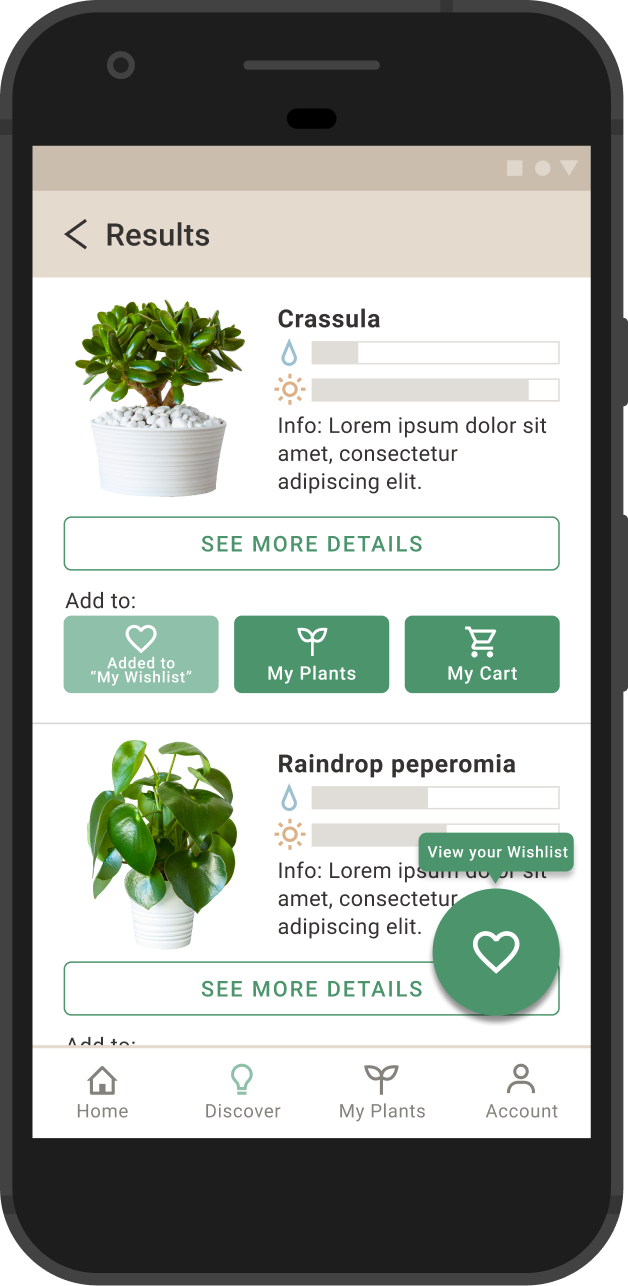 Results
Crassula
Info: Lorem ipsum dolor sit
amet, consectetur
adipiscing elit.
SEE MORE DETAILS
Add to:
Added to
“My Wishlist”
My Plants
My Cart
Raindrop peperomia
View your Wishlist
Info: Lorem ipsum dolor sit
amet, consectetur
adipiscing elit.
SEE MORE DETAILS
Add to:
Home
Discover
My Plants
Account